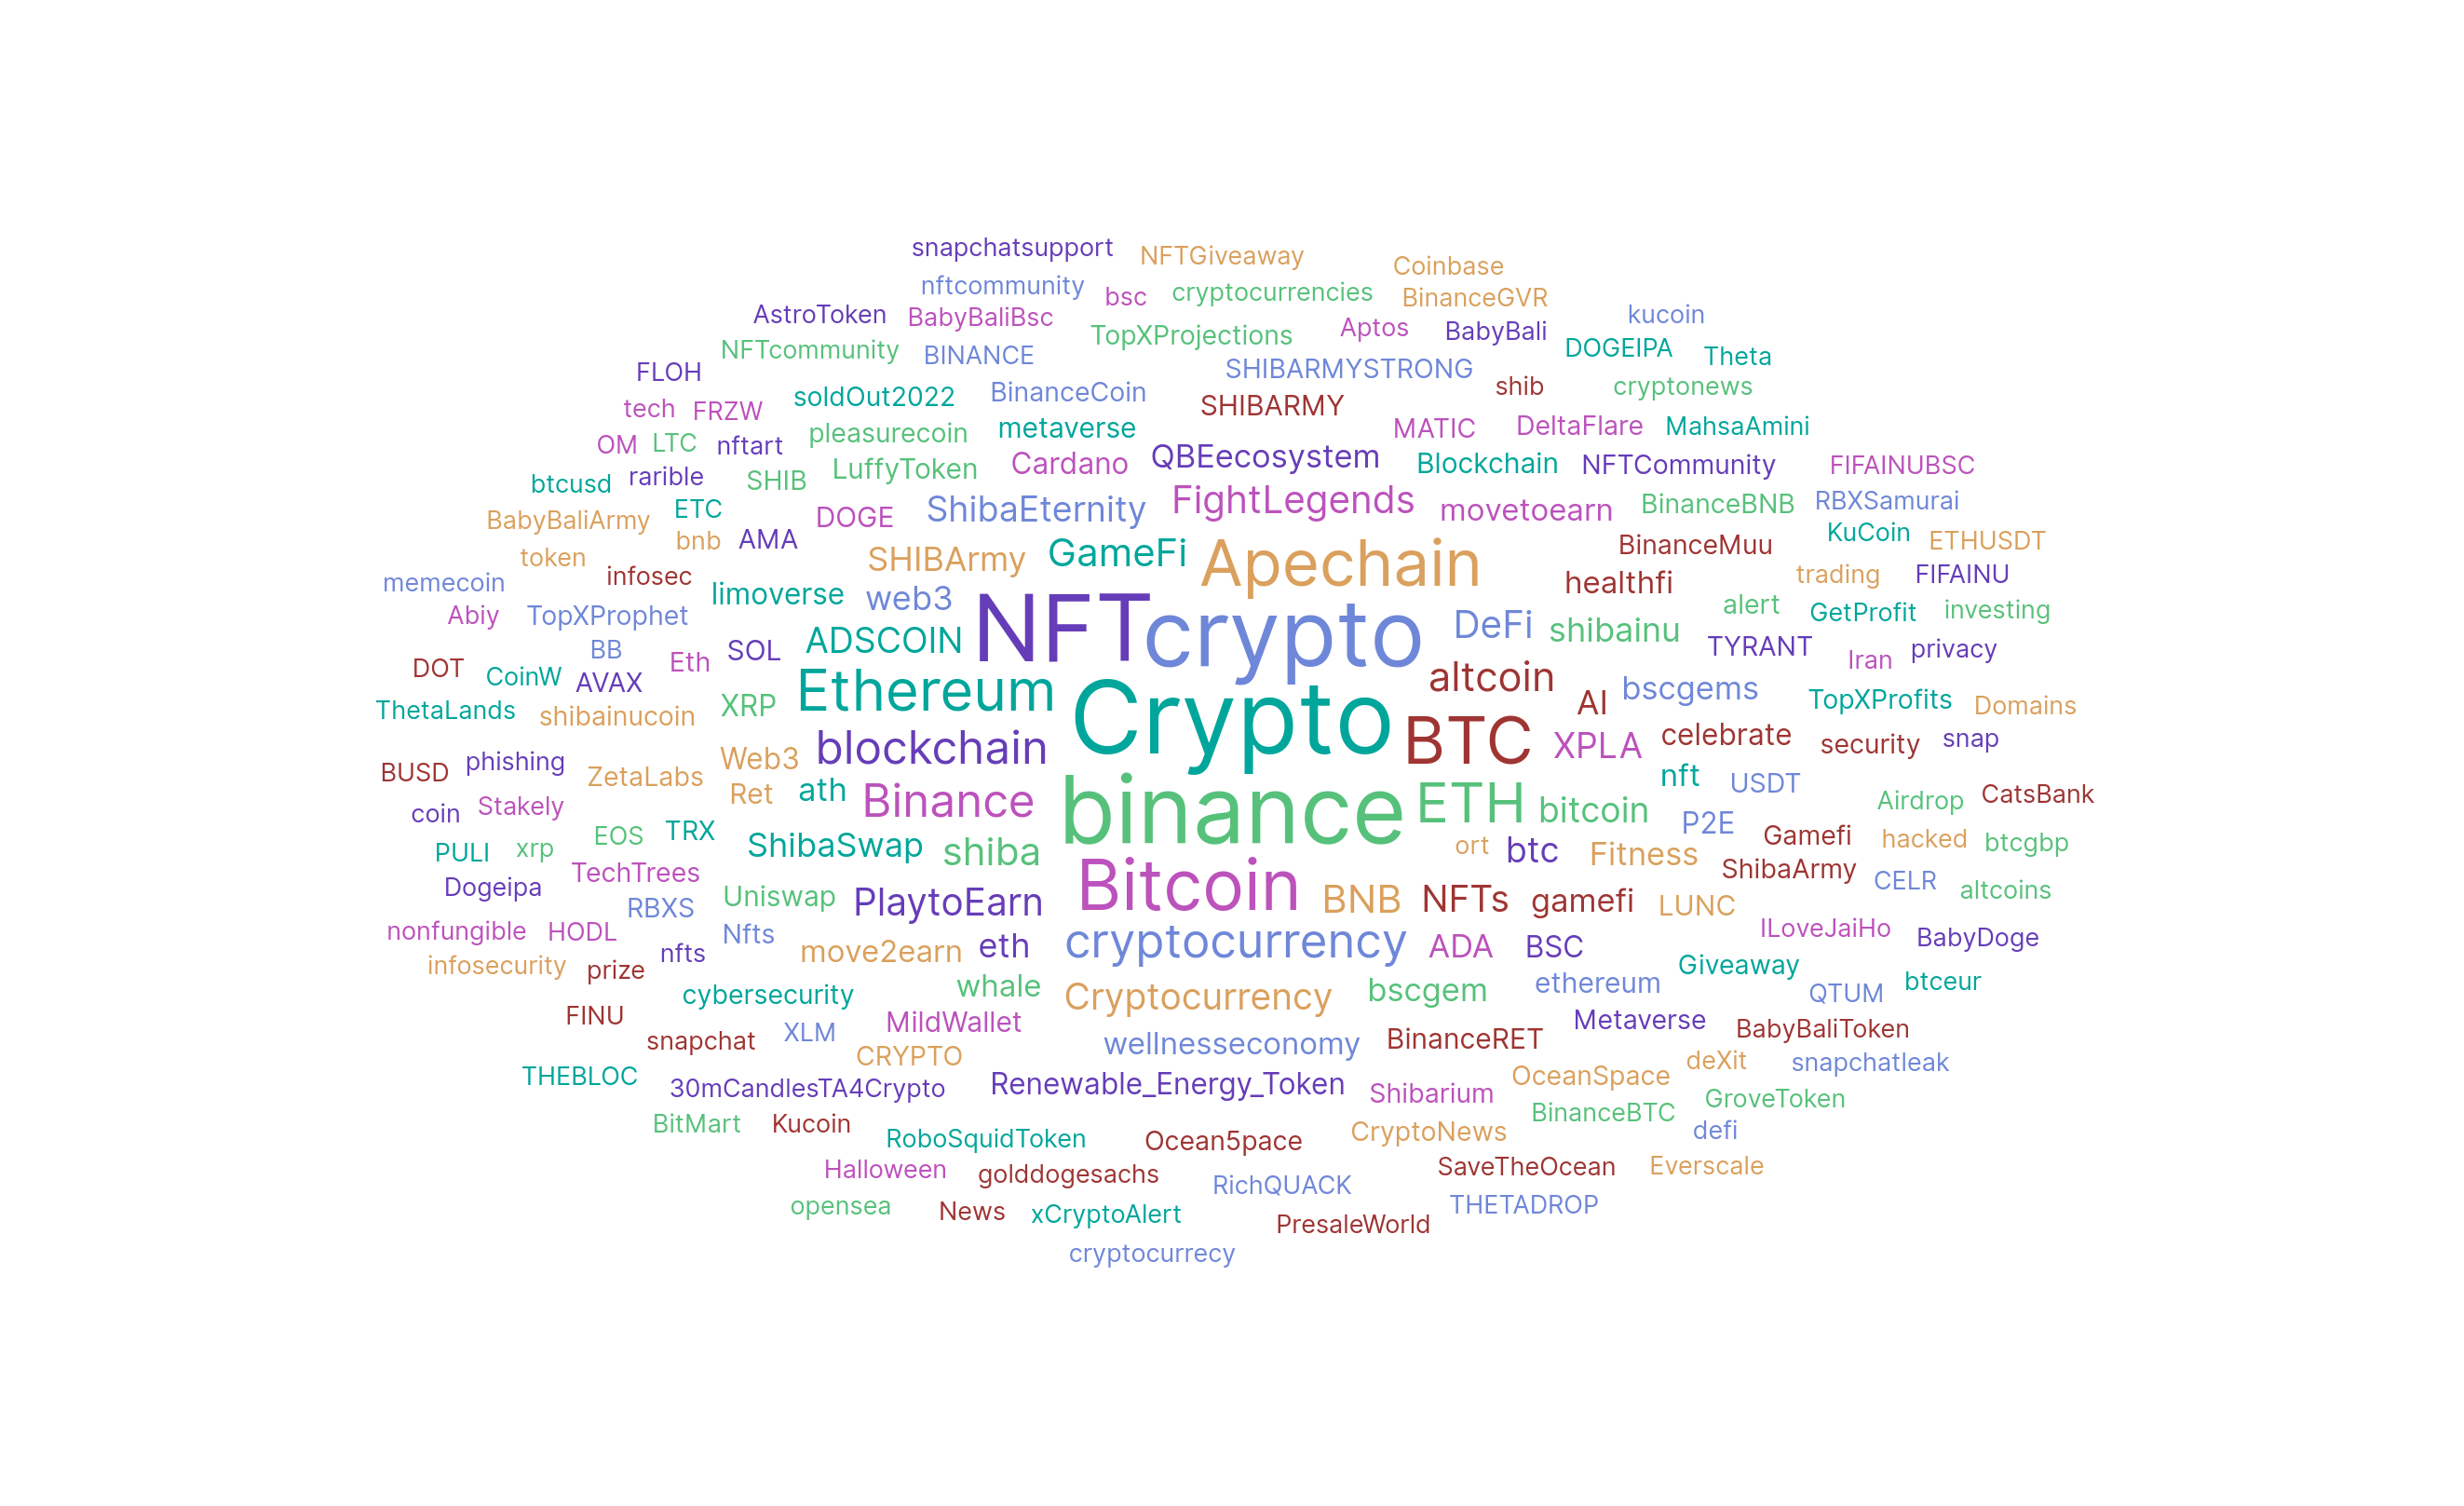 snapchatsupport NFTGiveaway Coinbase
nftcommunity bsc cryptocurrencies BinanceGVR
AstroToken BabyBaliBsc TopXProjections Aptos BabyBali kucoin
NFTcommunity BINANCE DOGEIPA Theta
FLOH SHIBARMYSTRONG shib cryptonews
tech FRZW soldOut2022 BinanceCoin SHIBARMY
OM LTC nftart pleasurecoin metaverse MATIC DeltaFlare MahsaAmini
btcusd rarible SHIB LuffyToken Cardano QBEecosystem Blockchain NFTCommunity FIFAINUBSC
BabyBaliArmy ETC DOGE ShibaEternity FightLegends movetoearn BinanceBNB RBXSamurai
token bnb AMA SHIBArmy GameFi Apechain BinanceMuu KuCoin ETHUSDT
memecoin infosec limoverse web3 healthfi trading FIFAINU
Abiy TopXProphet ADSCOIN NFT crypto DeFi shibainu alert GetProfit investing
BB Eth SOL TYRANT Iran privacy
DOT CoinW AVAX Ethereum altcoin AI bscgems
ThetaLands shibainucoin XRP Crypto TopXProfits Domains
blockchain BTC XPLA celebrate security snap
BUSD phishing ZetaLabs Web3 nft USDT
coin Stakely Ret ath Binance binance ETH bitcoin Airdrop CatsBank
PULI xrp EOS TRX ShibaSwap shiba ort btc Fitness P2E Gamefi hacked btcgbp
Dogeipa TechTrees Bitcoin ShibaArmy CELR altcoins
RBXS Uniswap PlaytoEarn BNB NFTs gamefi LUNC
nonfungible HODL Nfts ILoveJaiHo BabyDoge
infosecurity prize nfts move2earn eth cryptocurrency ADA BSC Giveaway
cybersecurity whale Cryptocurrency bscgem ethereum QTUM btceur
FINU MildWallet Metaverse BabyBaliToken
snapchat XLM CRYPTO wellnesseconomy BinanceRET deXit snapchatleak
THEBLOC 30mCandlesTA4Crypto Renewable_Energy_Token Shibarium OceanSpace GroveToken
BitMart Kucoin RoboSquidToken Ocean5pace CryptoNews BinanceBTC defi
Halloween golddogesachs RichQUACK SaveTheOcean Everscale
opensea News xCryptoAlert PresaleWorld THETADROP
cryptocurrecy